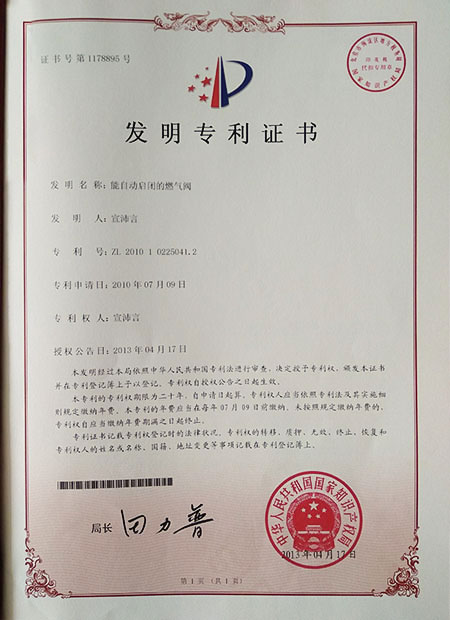 证书号第1178895号
发明专利证书
发明名称：能自动启闭的燃气阀
发明人：宣沛言
专利号：ZL 2010 1 0225041.2
专利申请日：2010年07月09日
专利权人：宣沛言
授权公告日：2013年04月17日
本发明经过本局依照中华人民共和国专利法进行审查，决定授予专利权，颁发本证书
并在专利登记簿上予以登记。专利权自授权公告之日起生效。
本专利的专利权期限为二十年，自申请日起算。专利权人应当依照专利法及其实施细
则规定缴纳年费。本专利的年费应当在每年07月09日前缴纳。未按照规定缴纳年费的，
专利权自应当缴纳年费期满之日起终止。
专利证书记载专利权登记时的法律状况。专利权的转移、质押、无效、终止、恢复和
专利权人的姓名或名称、国籍、地址变更等事项记载在专利登记簿上。
局长
田力普
中华人民共和国国家知识产权局
2013年04月17日
第1页（共1页）